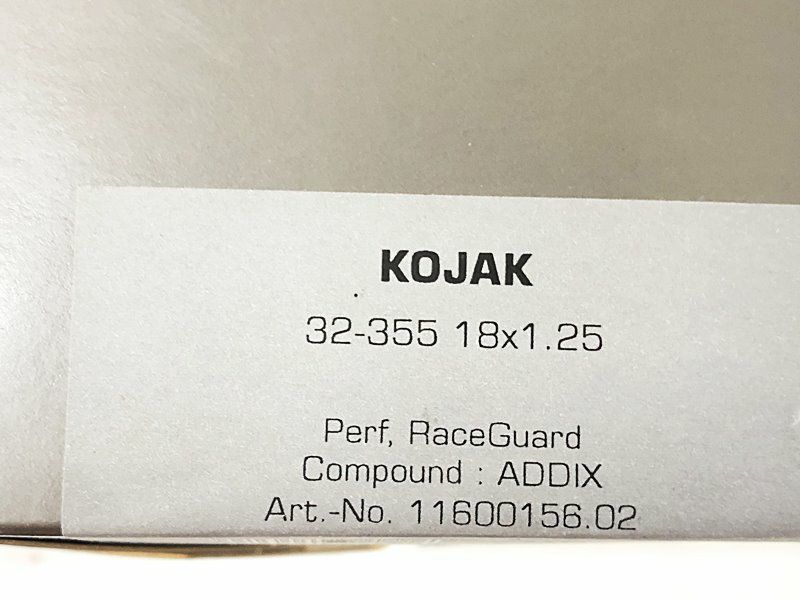 KOJAK
32-355 18x1.25
Perf, RaceGuard
Compound : ADDIX
Art.-No. 11600156.02